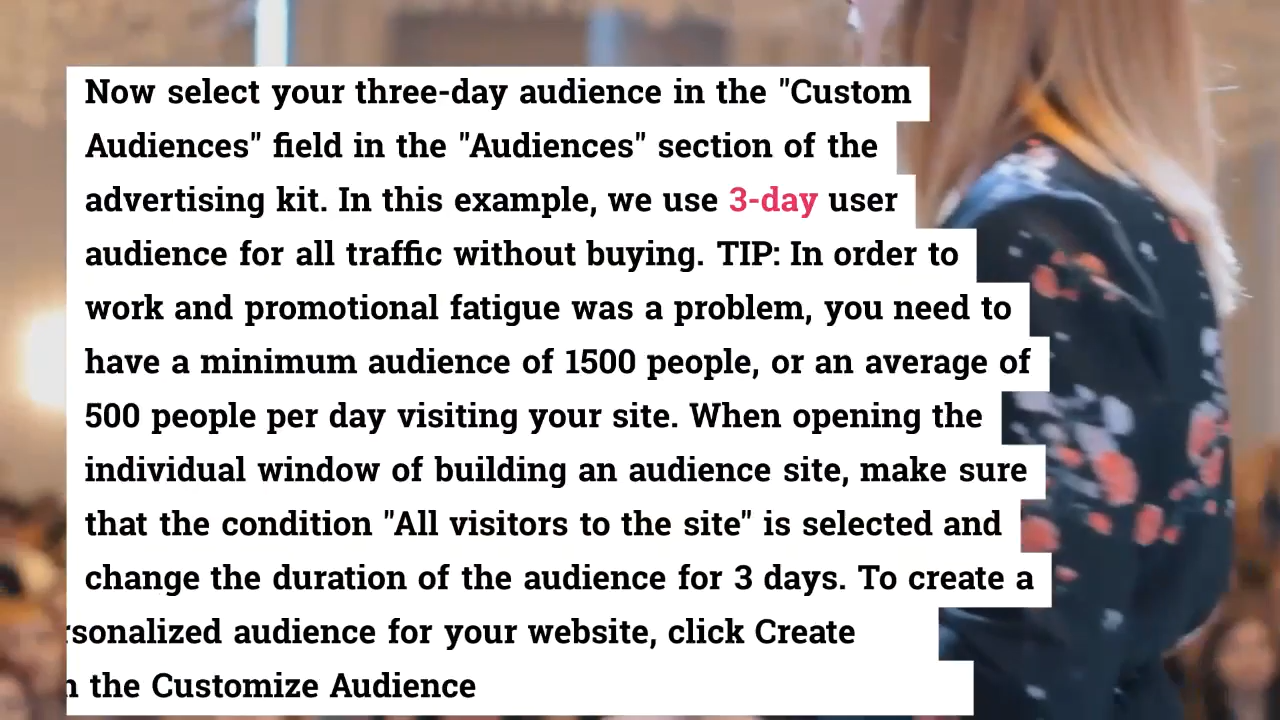 Now select your three-day audience in the "Custom
Audiences" field in the "Audiences" section of the
advertising kit. In this example, we use 3-day user
audience for all traffic without buying. TIP: In order to
work and promotional fatigue was a problem, you need to
have a minimum audience of 1500 people, or an average of
500 people per day visiting your site. When opening the
individual window of building an audience site, make sure
that the condition "All visitors to the site" is selected and
change the duration of the audience for 3 days. To create a
audience for your website, click Create
the Customize Audience